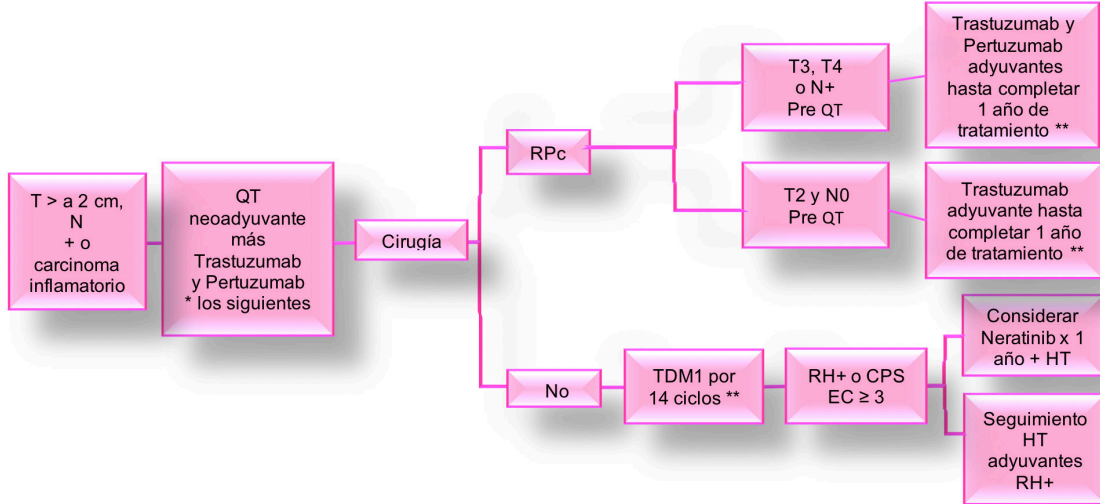 T > a 2 cm,
N
+ o
carcinoma
inflamatorio
QT
neoadyuvante
más
Trastuzumab
y Pertuzumab
* los siguientes
Cirugía
RPc
T3, T4
o N+
Pre QT
Trastuzumab y
Pertuzumab
adyuvantes
hasta completar
1 año de
tratamiento **
T2 y N0
Pre QT
Trastuzumab
adyuvante hasta
completar 1 año
de tratamiento **
No
TDM1 por
14 ciclos **
RH+ o CPS
EC ≥ 3
Considerar
Neratinib x 1
año + HT
Seguimiento
HT
adyuvantes
RH+